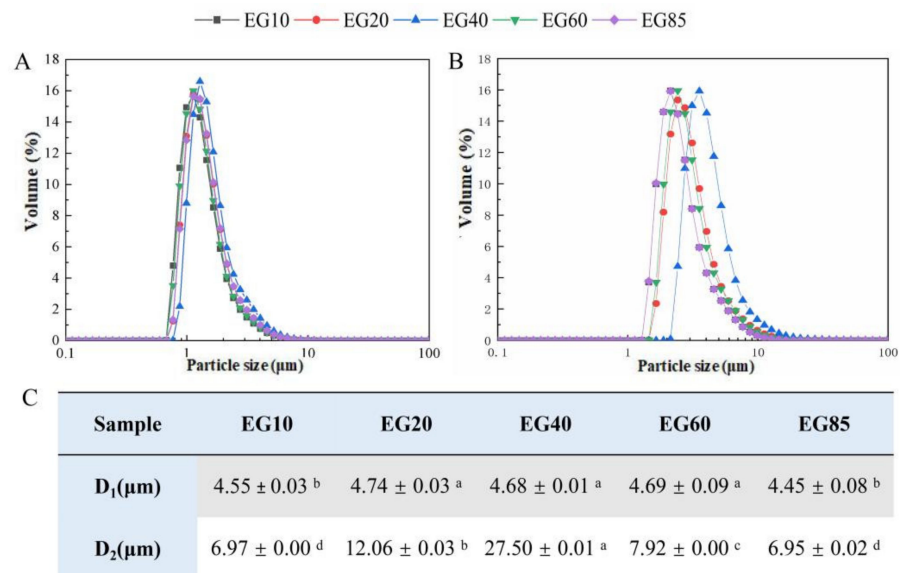 EG10 EG20 EG40 EG60 EG85
A
18
16
14
12
10
8
6
4
2
0
Volume (%)
0.1 1 10 100
Particle size (μm)
B
18
16
14
12
10
8
6
4
2
0
Volume (%)
0.1 1 10 100
Particle size (μm)
C
Sample EG10 EG20 EG40 EG60 EG85
D₁(μm) 4.55 ± 0.03 ᵇ 4.74 ± 0.03 ᵃ 4.68 ± 0.01 ᵃ 4.69 ± 0.09 ᵃ 4.45 ± 0.08 ᵇ
D₂(μm) 6.97 ± 0.00 ᵈ 12.06 ± 0.03 ᵇ 27.50 ± 0.01 ᵃ 7.92 ± 0.00 ᶜ 6.95 ± 0.02 ᵈ